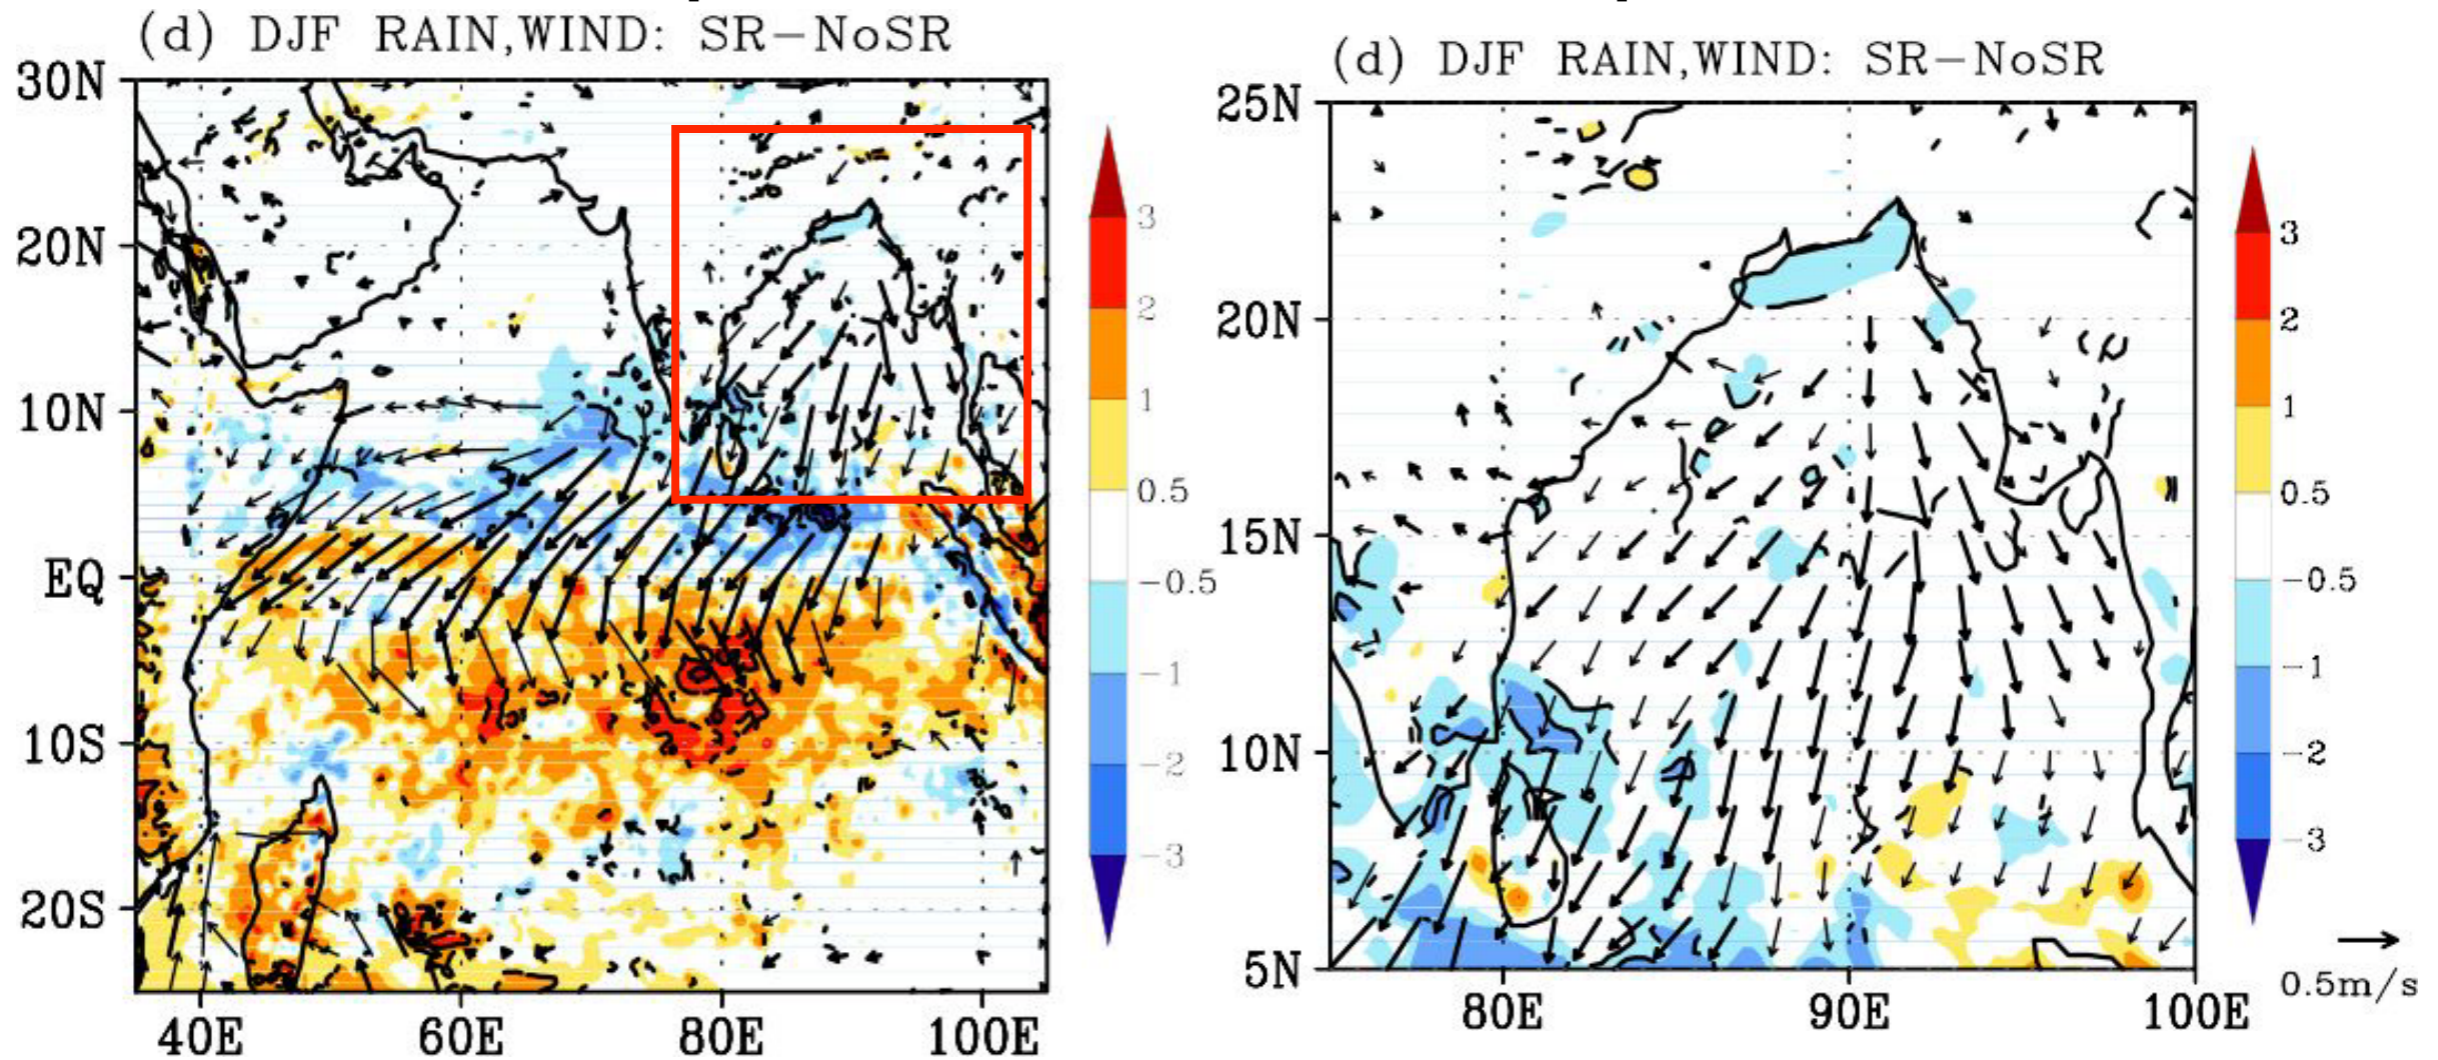 (d) DJF RAIN,WIND: SR−NoSR
30N
20N
10N
EQ
10S
20S
40E 60E 80E 100E
3
2
1
0.5
−0.5
−1
−2
−3
(d) DJF RAIN,WIND: SR−NoSR
25N
20N
15N
10N
5N
80E 90E 100E
3
2
1
0.5
−0.5
−1
−2
−3
0.5m/s